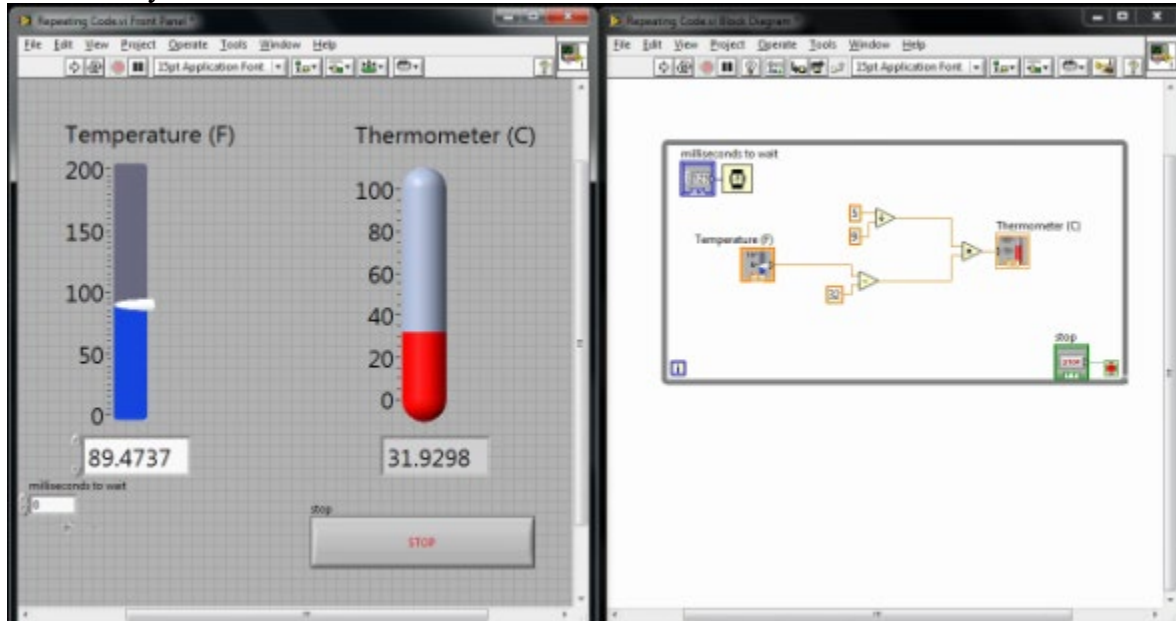 Repeating Code.vi Front Panel *
File Edit View Project Operate Tools Window Help
15pt Application Font
Temperature (F)
200
150
100
50
0
89.4737
milliseconds to wait
0
Thermometer (C)
100
80
60
40
20
0
31.9298
stop
STOP
Repeating Code.vi Block Diagram *
File Edit View Project Operate Tools Window Help
15pt Application Font
milliseconds to wait
Temperature (F)
5
9
32
Thermometer (C)
stop
STOP
i